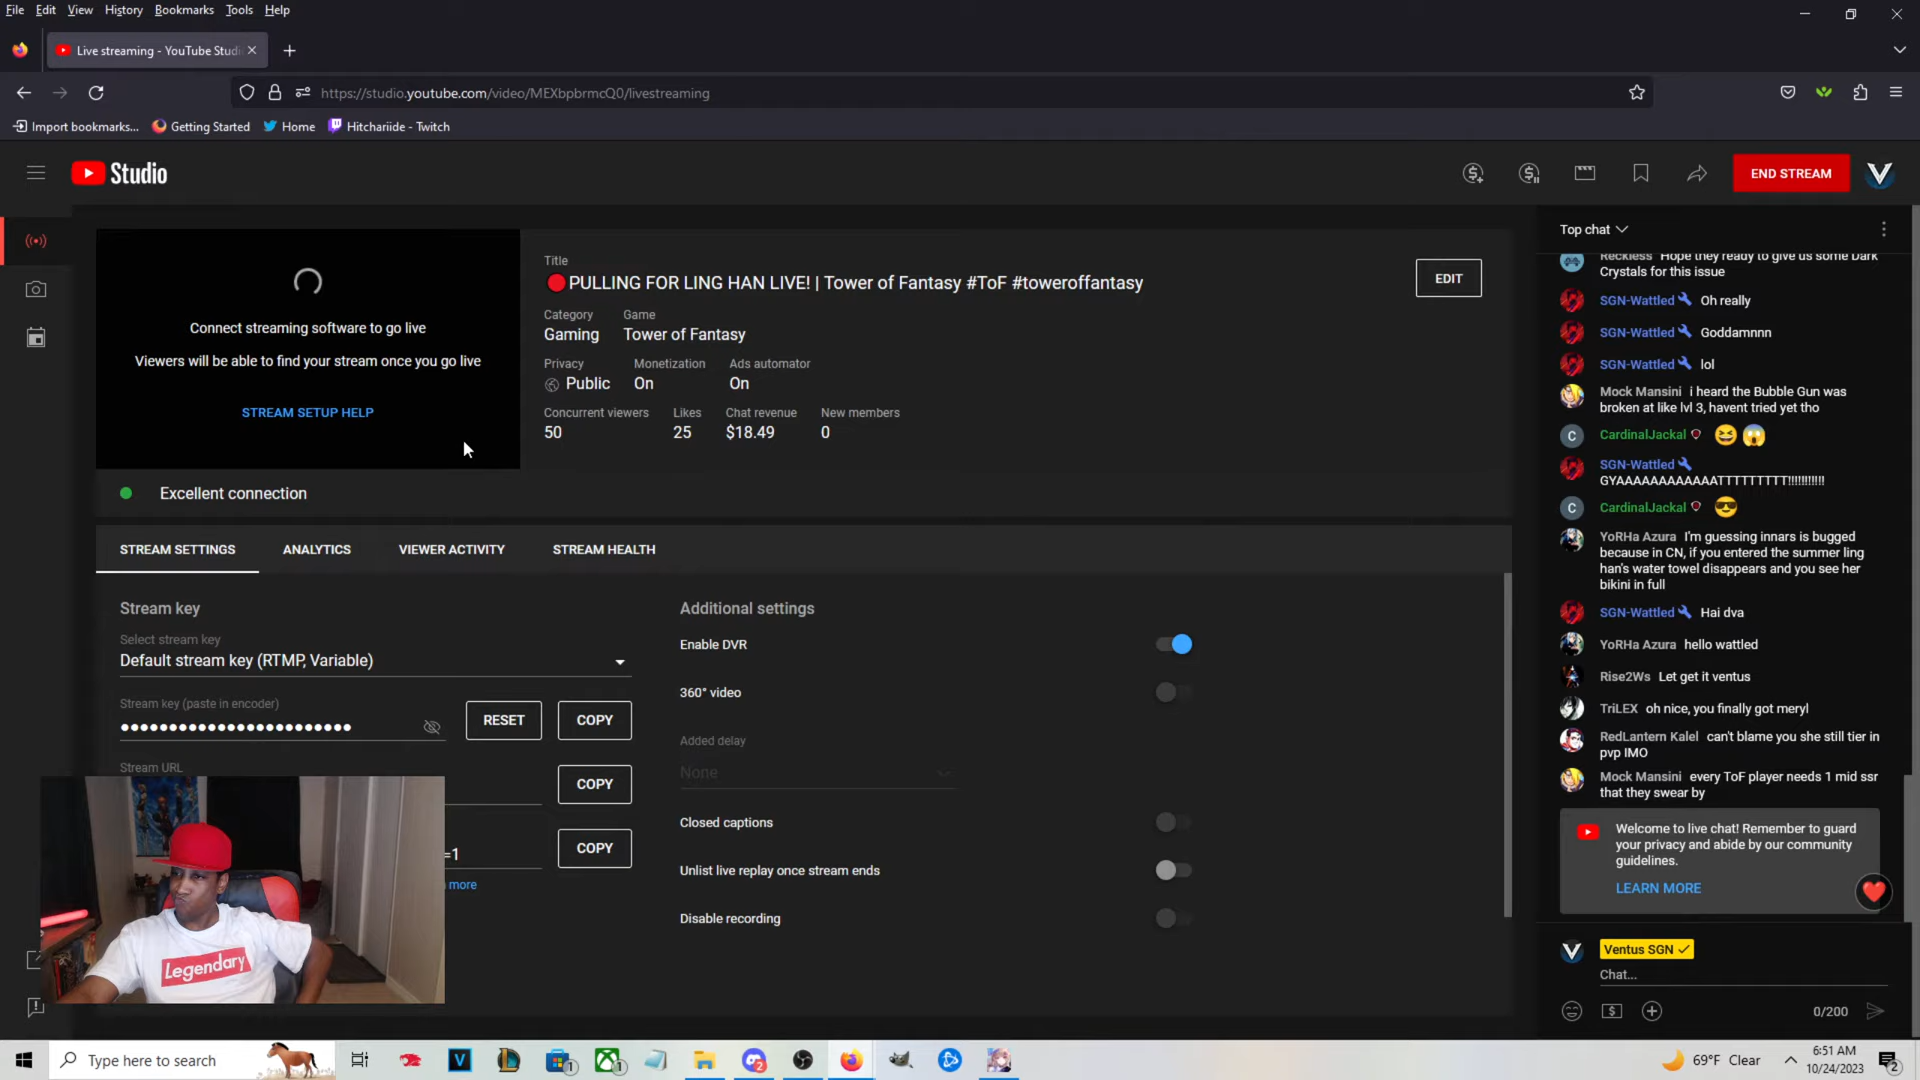 File Edit View History Bookmarks Tools Help
Live streaming - YouTube Studi
https://studio.youtube.com/video/MEXbpbrmcQ0/livestreaming
Import bookmarks... Getting Started Home Hitchariide - Twitch
Studio
END STREAM
Connect streaming software to go live
Viewers will be able to find your stream once you go live
STREAM SETUP HELP
Excellent connection
Title
🔴PULLING FOR LING HAN LIVE! | Tower of Fantasy #ToF #toweroffantasy
EDIT
Category Game
Gaming Tower of Fantasy
Privacy Monetization Ads automator
Public On On
Concurrent viewers Likes Chat revenue New members
50 25 $18.49 0
STREAM SETTINGS ANALYTICS VIEWER ACTIVITY STREAM HEALTH
Stream key
Select stream key
Default stream key (RTMP, Variable)
Stream key (paste in encoder)
•••••••••••••••••••••••• RESET COPY
Stream URL
COPY
=1 COPY
more
Legendary
Additional settings
Enable DVR
360° video
Added delay
None
Closed captions
Unlist live replay once stream ends
Disable recording
Top chat
Reckless Hope they ready to give us some Dark
Crystals for this issue
SGN-Wattled Oh really
SGN-Wattled Goddamnnn
SGN-Wattled lol
Mock Mansini i heard the Bubble Gun was
broken at like lvl 3, havent tried yet tho
C CardinalJackal 😆 😱
SGN-Wattled
GYAAAAAAAAAAAATTTTTTTTT!!!!!!!!!!!
C CardinalJackal 😎
YoRHa Azura I'm guessing innars is bugged
because in CN, if you entered the summer ling
han's water towel disappears and you see her
bikini in full
SGN-Wattled Hai dva
YoRHa Azura hello wattled
Rise2Ws Let get it ventus
TriLEX oh nice, you finally got meryl
RedLantern Kalel can't blame you she still tier in
pvp IMO
Mock Mansini every ToF player needs 1 mid ssr
that they swear by
Welcome to live chat! Remember to guard
your privacy and abide by our community
guidelines.
LEARN MORE
Ventus SGN
Chat...
0/200
Type here to search
69°F Clear
6:51 AM
10/24/2023